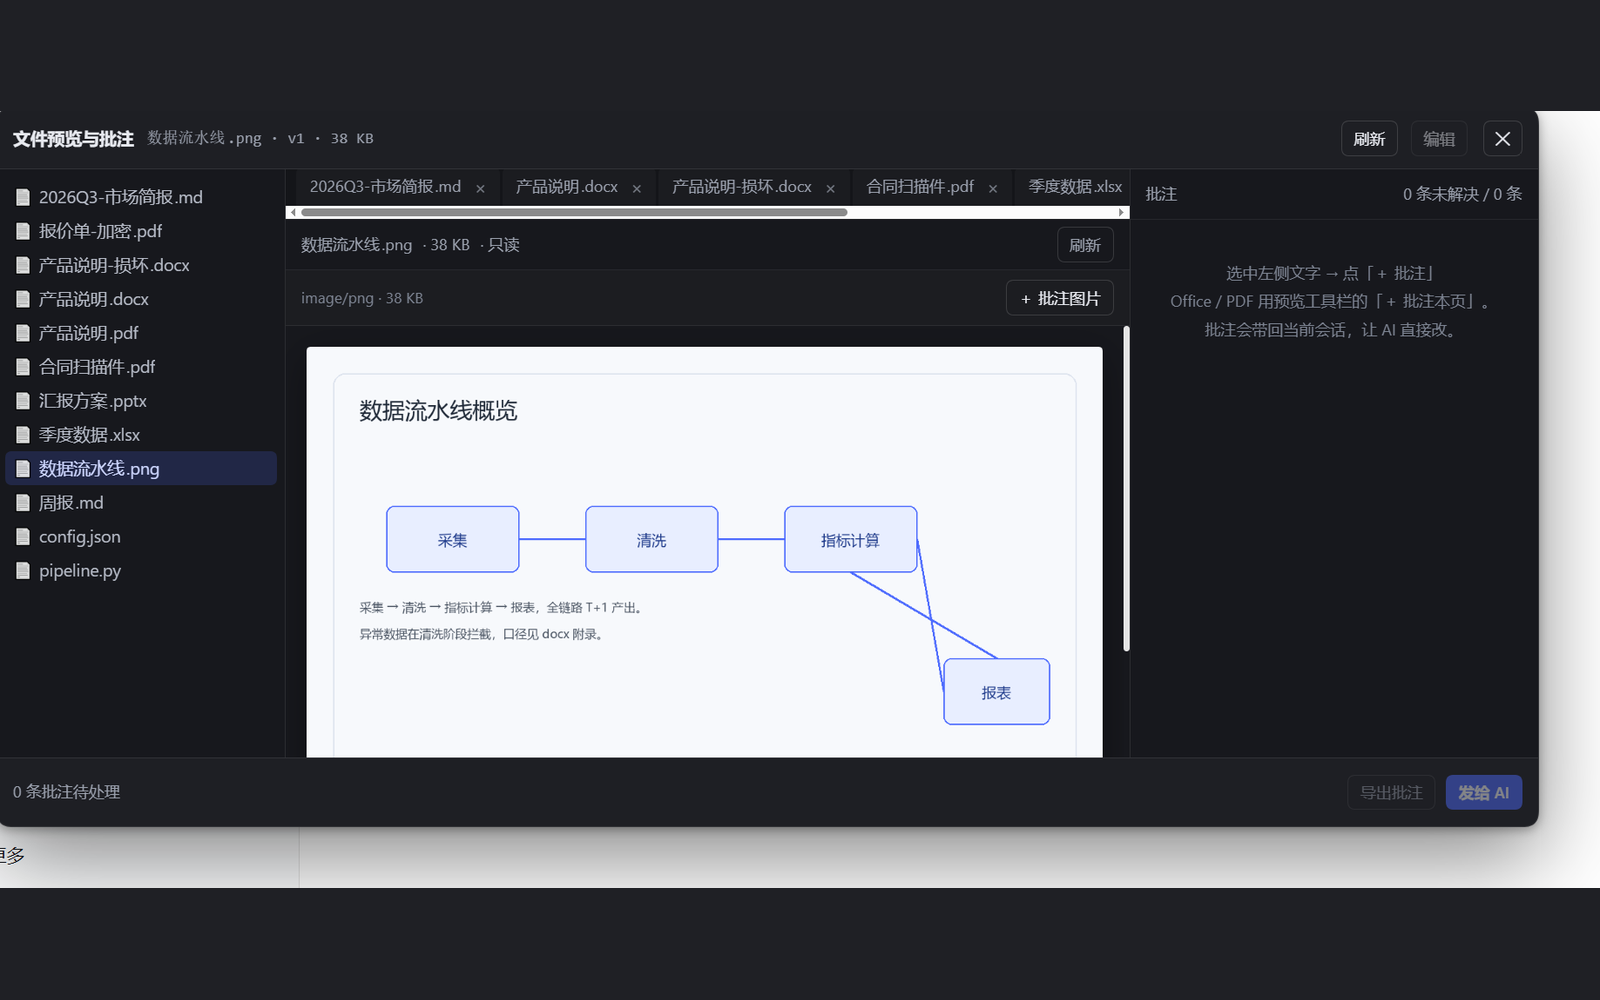 文件预览与批注 数据流水线.png · v1 · 38 KB
刷新 编辑
2026Q3-市场简报.md
报价单-加密.pdf
产品说明-损坏.docx
产品说明.docx
产品说明.pdf
合同扫描件.pdf
汇报方案.pptx
季度数据.xlsx
数据流水线.png
周报.md
config.json
pipeline.py
2026Q3-市场简报.md × 产品说明.docx × 产品说明-损坏.docx × 合同扫描件.pdf × 季度数据.xlsx
数据流水线.png · 38 KB · 只读 刷新
image/png · 38 KB + 批注图片
数据流水线概览
采集 清洗 指标计算
采集 → 清洗 → 指标计算 → 报表，全链路 T+1 产出。
异常数据在清洗阶段拦截，口径见 docx 附录。
报表
批注 0 条未解决 / 0 条
选中左侧文字 → 点「 + 批注」
Office / PDF 用预览工具栏的「 + 批注本页」。
批注会带回当前会话，让 AI 直接改。
0 条批注待处理 导出批注 发给 AI
更多